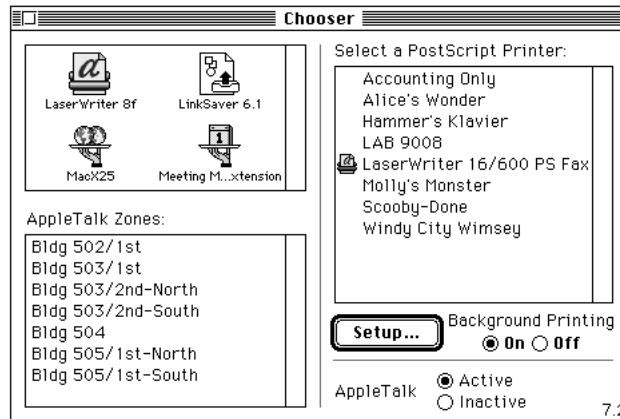 Chooser
LaserWriter 8f
LinkSaver 6.1
MacX25
Meeting M...xtension
AppleTalk Zones:
Bldg 502/1st
Bldg 503/1st
Bldg 503/2nd-North
Bldg 503/2nd-South
Bldg 504
Bldg 505/1st-North
Bldg 505/1st-South
Select a PostScript Printer:
Accounting Only
Alice's Wonder
Hammer's Klavier
LAB 9008
LaserWriter 16/600 PS Fax
Molly's Monster
Scooby-Done
Windy City Wimsey
Setup...
Background Printing
On Off
AppleTalk
Active
Inactive